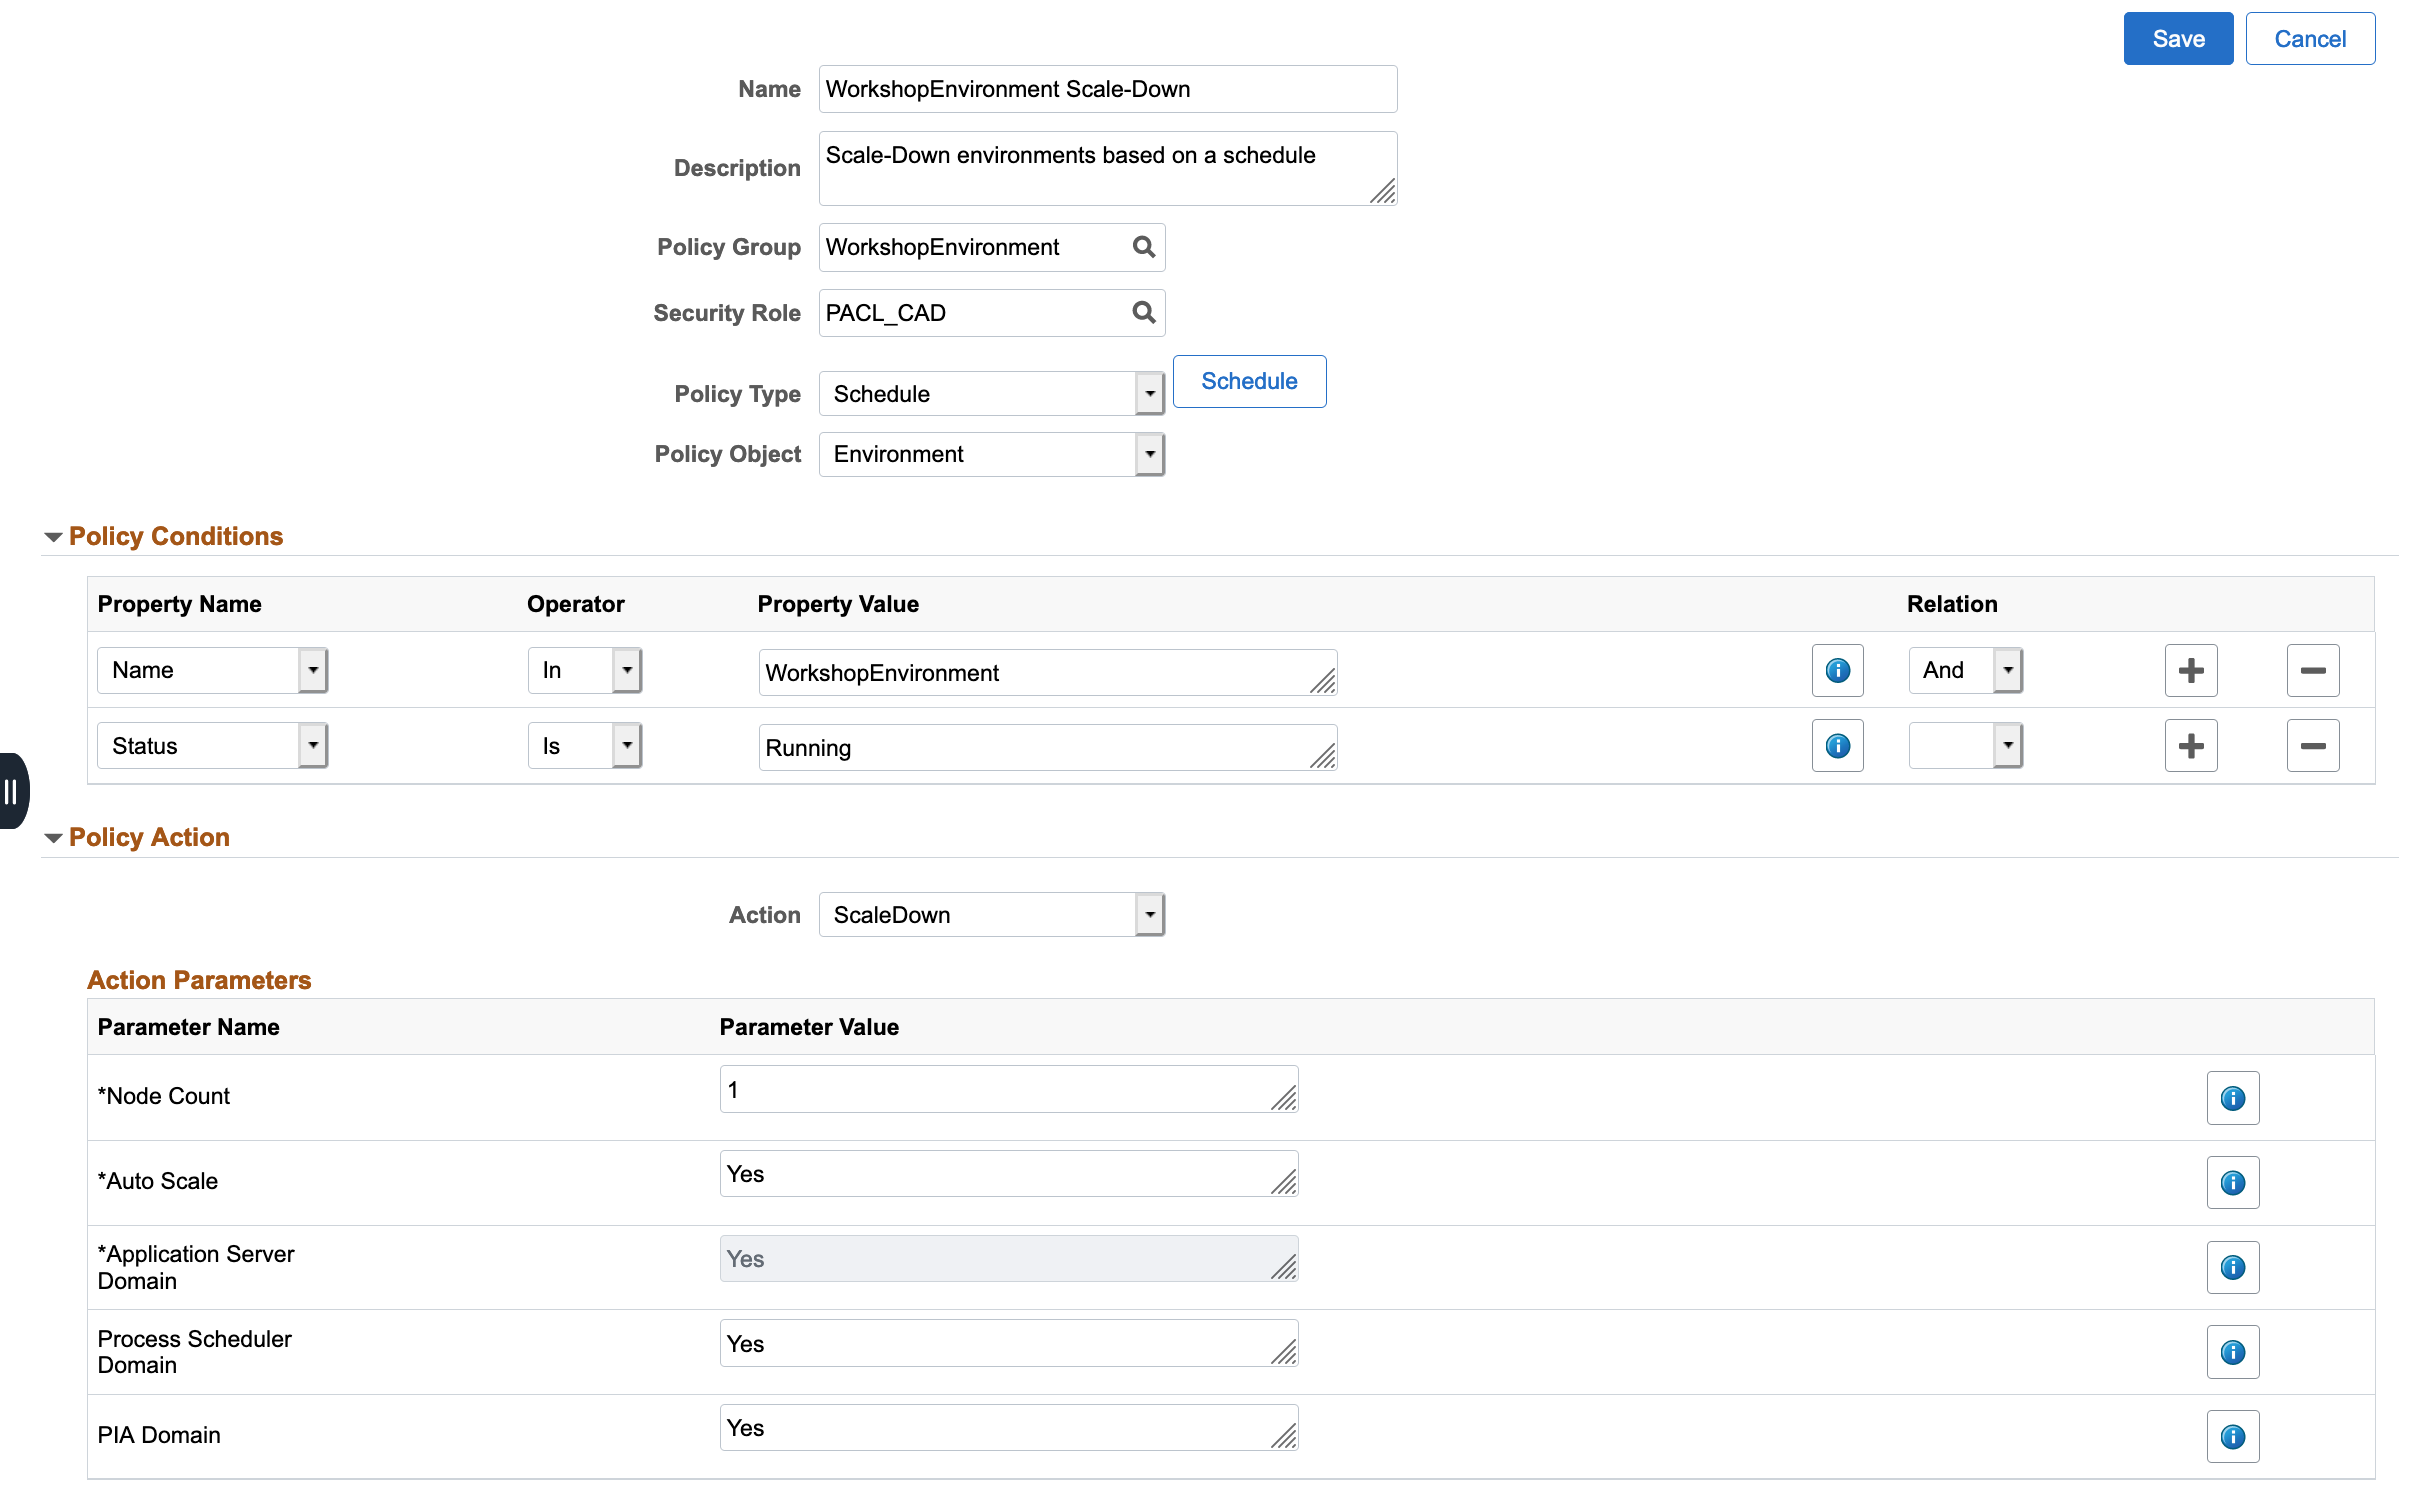 Save Cancel
Name WorkshopEnvironment Scale-Down
Description Scale-Down environments based on a schedule
Policy Group WorkshopEnvironment
Security Role PACL_CAD
Policy Type Schedule Schedule
Policy Object Environment
Policy Conditions
Property Name Operator Property Value Relation
Name In WorkshopEnvironment And
Status Is Running
Policy Action
Action ScaleDown
Action Parameters
Parameter Name Parameter Value
*Node Count 1
*Auto Scale Yes
*Application Server
Domain
Yes
Process Scheduler
Domain
Yes
PIA Domain Yes